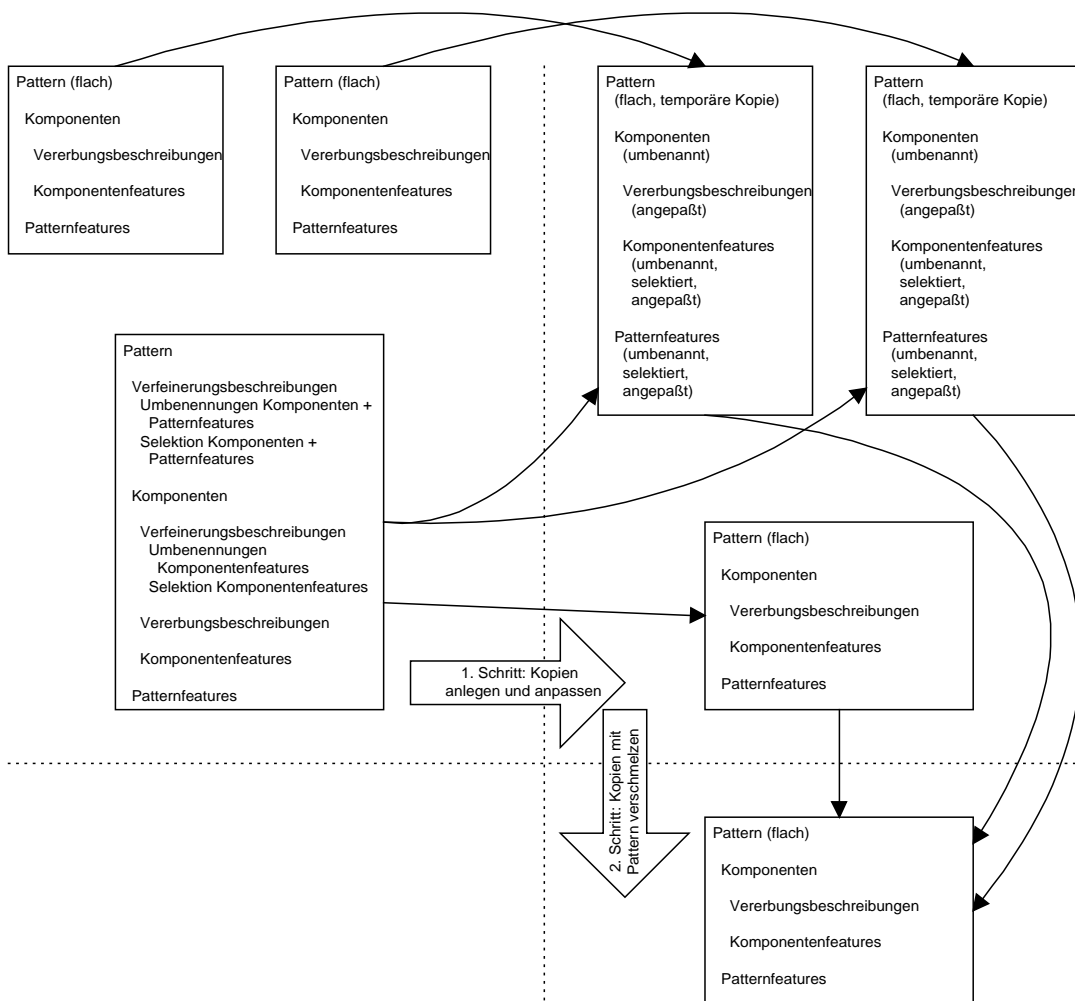 Pattern (flach)
Komponenten
Vererbungsbeschreibungen
Komponentenfeatures
Patternfeatures
Pattern (flach)
Komponenten
Vererbungsbeschreibungen
Komponentenfeatures
Patternfeatures
Pattern
(flach, temporäre Kopie)
Komponenten
(umbenannt)
Vererbungsbeschreibungen
(angepaßt)
Komponentenfeatures
(umbenannt,
selektiert,
angepaßt)
Patternfeatures
(umbenannt,
selektiert,
angepaßt)
Pattern
(flach, temporäre Kopie)
Komponenten
(umbenannt)
Vererbungsbeschreibungen
(angepaßt)
Komponentenfeatures
(umbenannt,
selektiert,
angepaßt)
Patternfeatures
(umbenannt,
selektiert,
angepaßt)
Pattern
Verfeinerungsbeschreibungen
Umbenennungen Komponenten +
Patternfeatures
Selektion Komponenten +
Patternfeatures
Komponenten
Verfeinerungsbeschreibungen
Umbenennungen
Komponentenfeatures
Selektion Komponentenfeatures
Vererbungsbeschreibungen
Komponentenfeatures
Patternfeatures
1. Schritt: Kopien
anlegen und anpassen
Pattern (flach)
Komponenten
Vererbungsbeschreibungen
Komponentenfeatures
Patternfeatures
2. Schritt: Kopien mit
Pattern verschmelzen
Pattern (flach)
Komponenten
Vererbungsbeschreibungen
Komponentenfeatures
Patternfeatures